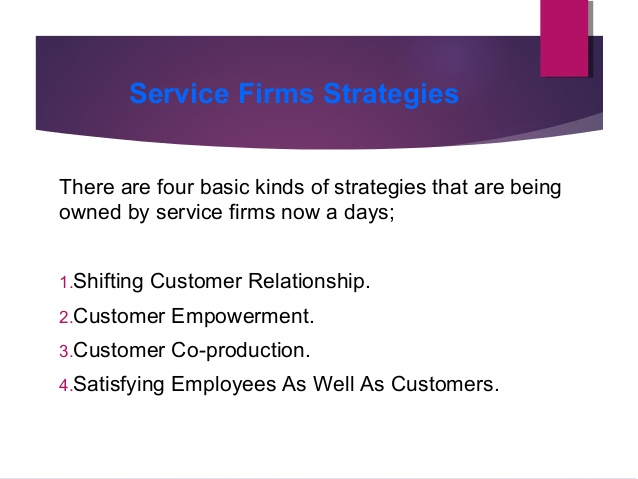 Service Firms Strategies
There are four basic kinds of strategies that are being
owned by service firms now a days;
1.Shifting Customer Relationship.
2.Customer Empowerment.
3.Customer Co-production.
4.Satisfying Employees As Well As Customers.